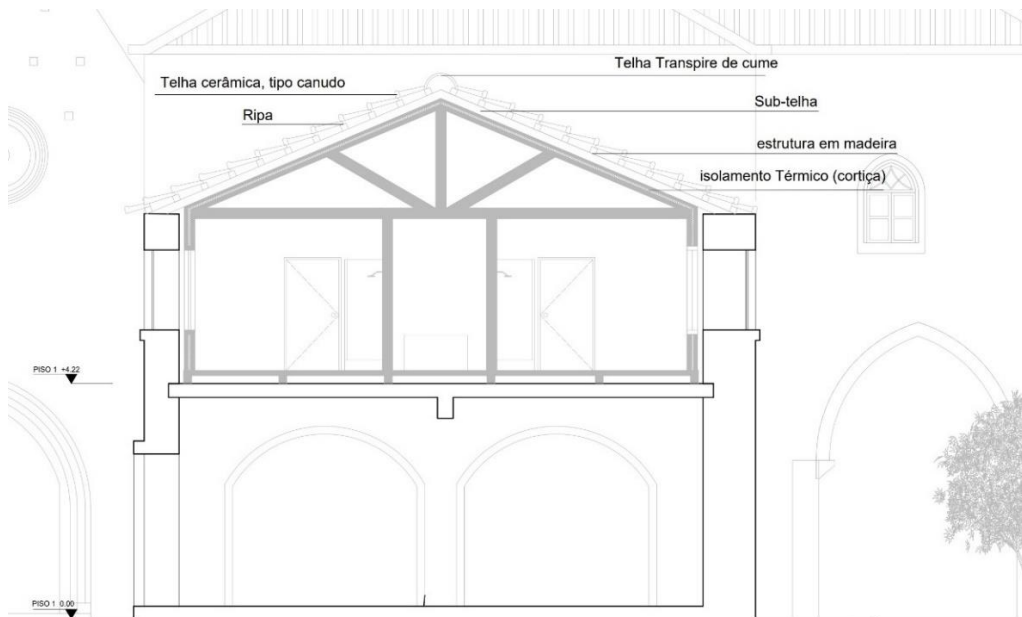 Telha Transpire de cume
Telha cerâmica, tipo canudo
Sub-telha
Ripa
estrutura em madeira
isolamento Térmico (cortiça)
PISO 1 +4.22
PISO 1 0.00